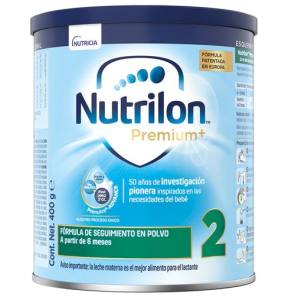 NUTRICIA
FÓRMULA
PATENTADA
EN EUROPA
Nutrilon
Premium+
50 años de investigación
pionera inspirados en las
necesidades del bebé
2
FÓRMULA DE SEGUIMIENTO EN POLVO
A partir de 6 meses
Cont. Net. 400 g
Aviso importante: la leche materna es el mejor alimento para el lactante